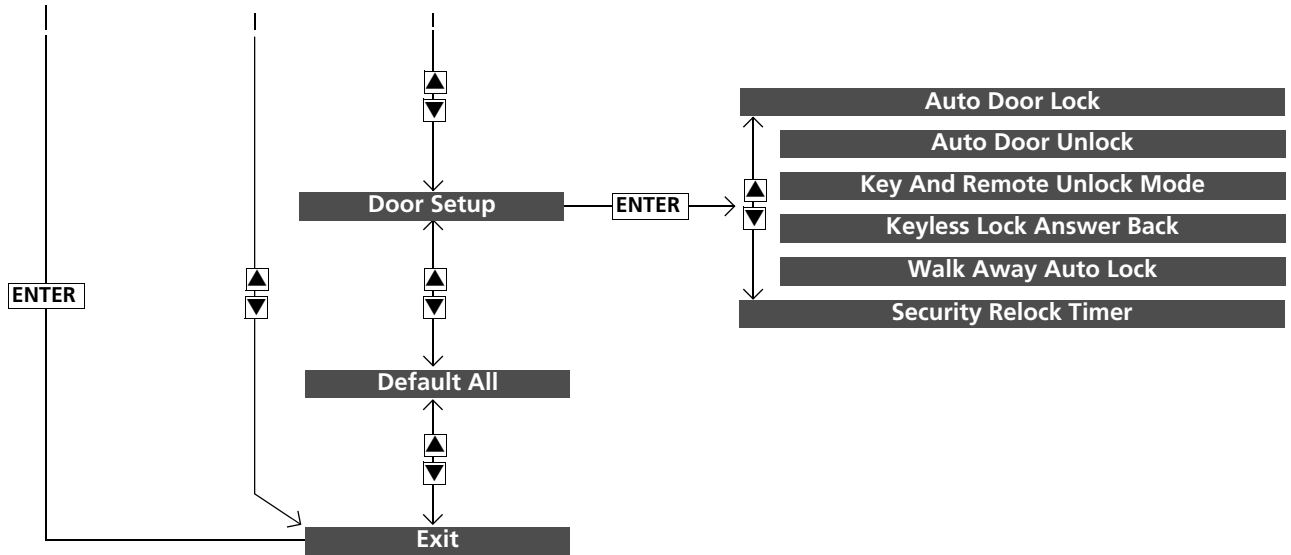 Auto Door Lock
Auto Door Unlock
Key And Remote Unlock Mode
Door Setup
ENTER
Keyless Lock Answer Back
Walk Away Auto Lock
ENTER
Security Relock Timer
Default All
Exit